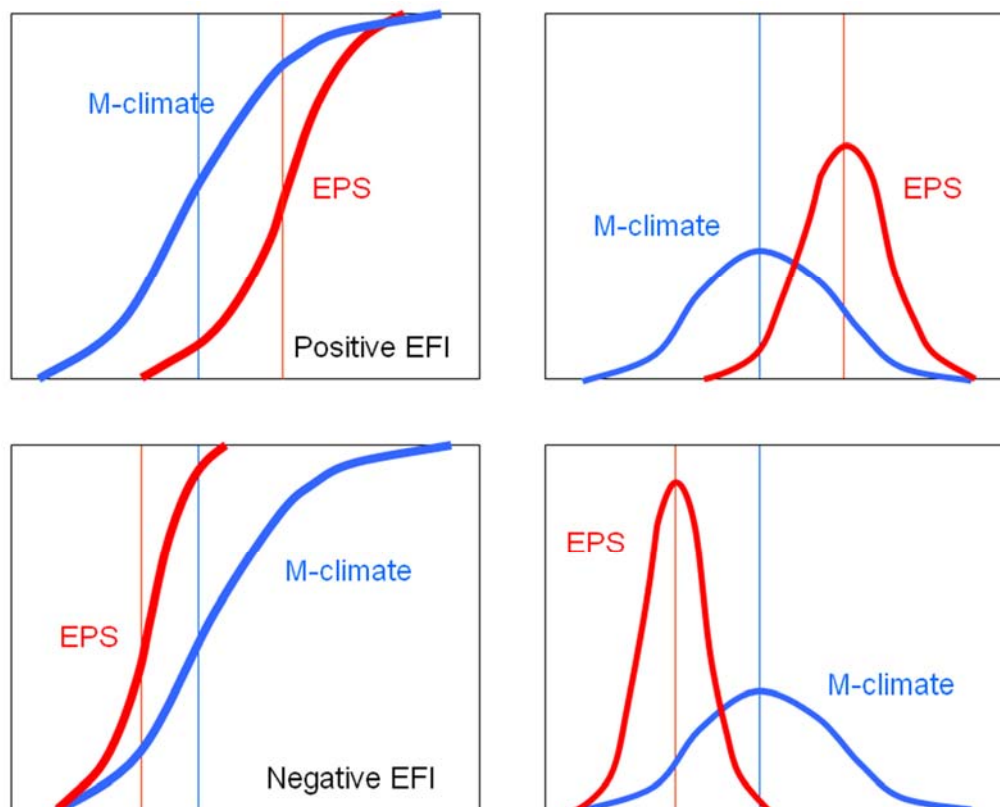 M-climate
EPS
Positive EFI
M-climate
EPS
EPS
M-climate
Negative EFI
EPS
M-climate